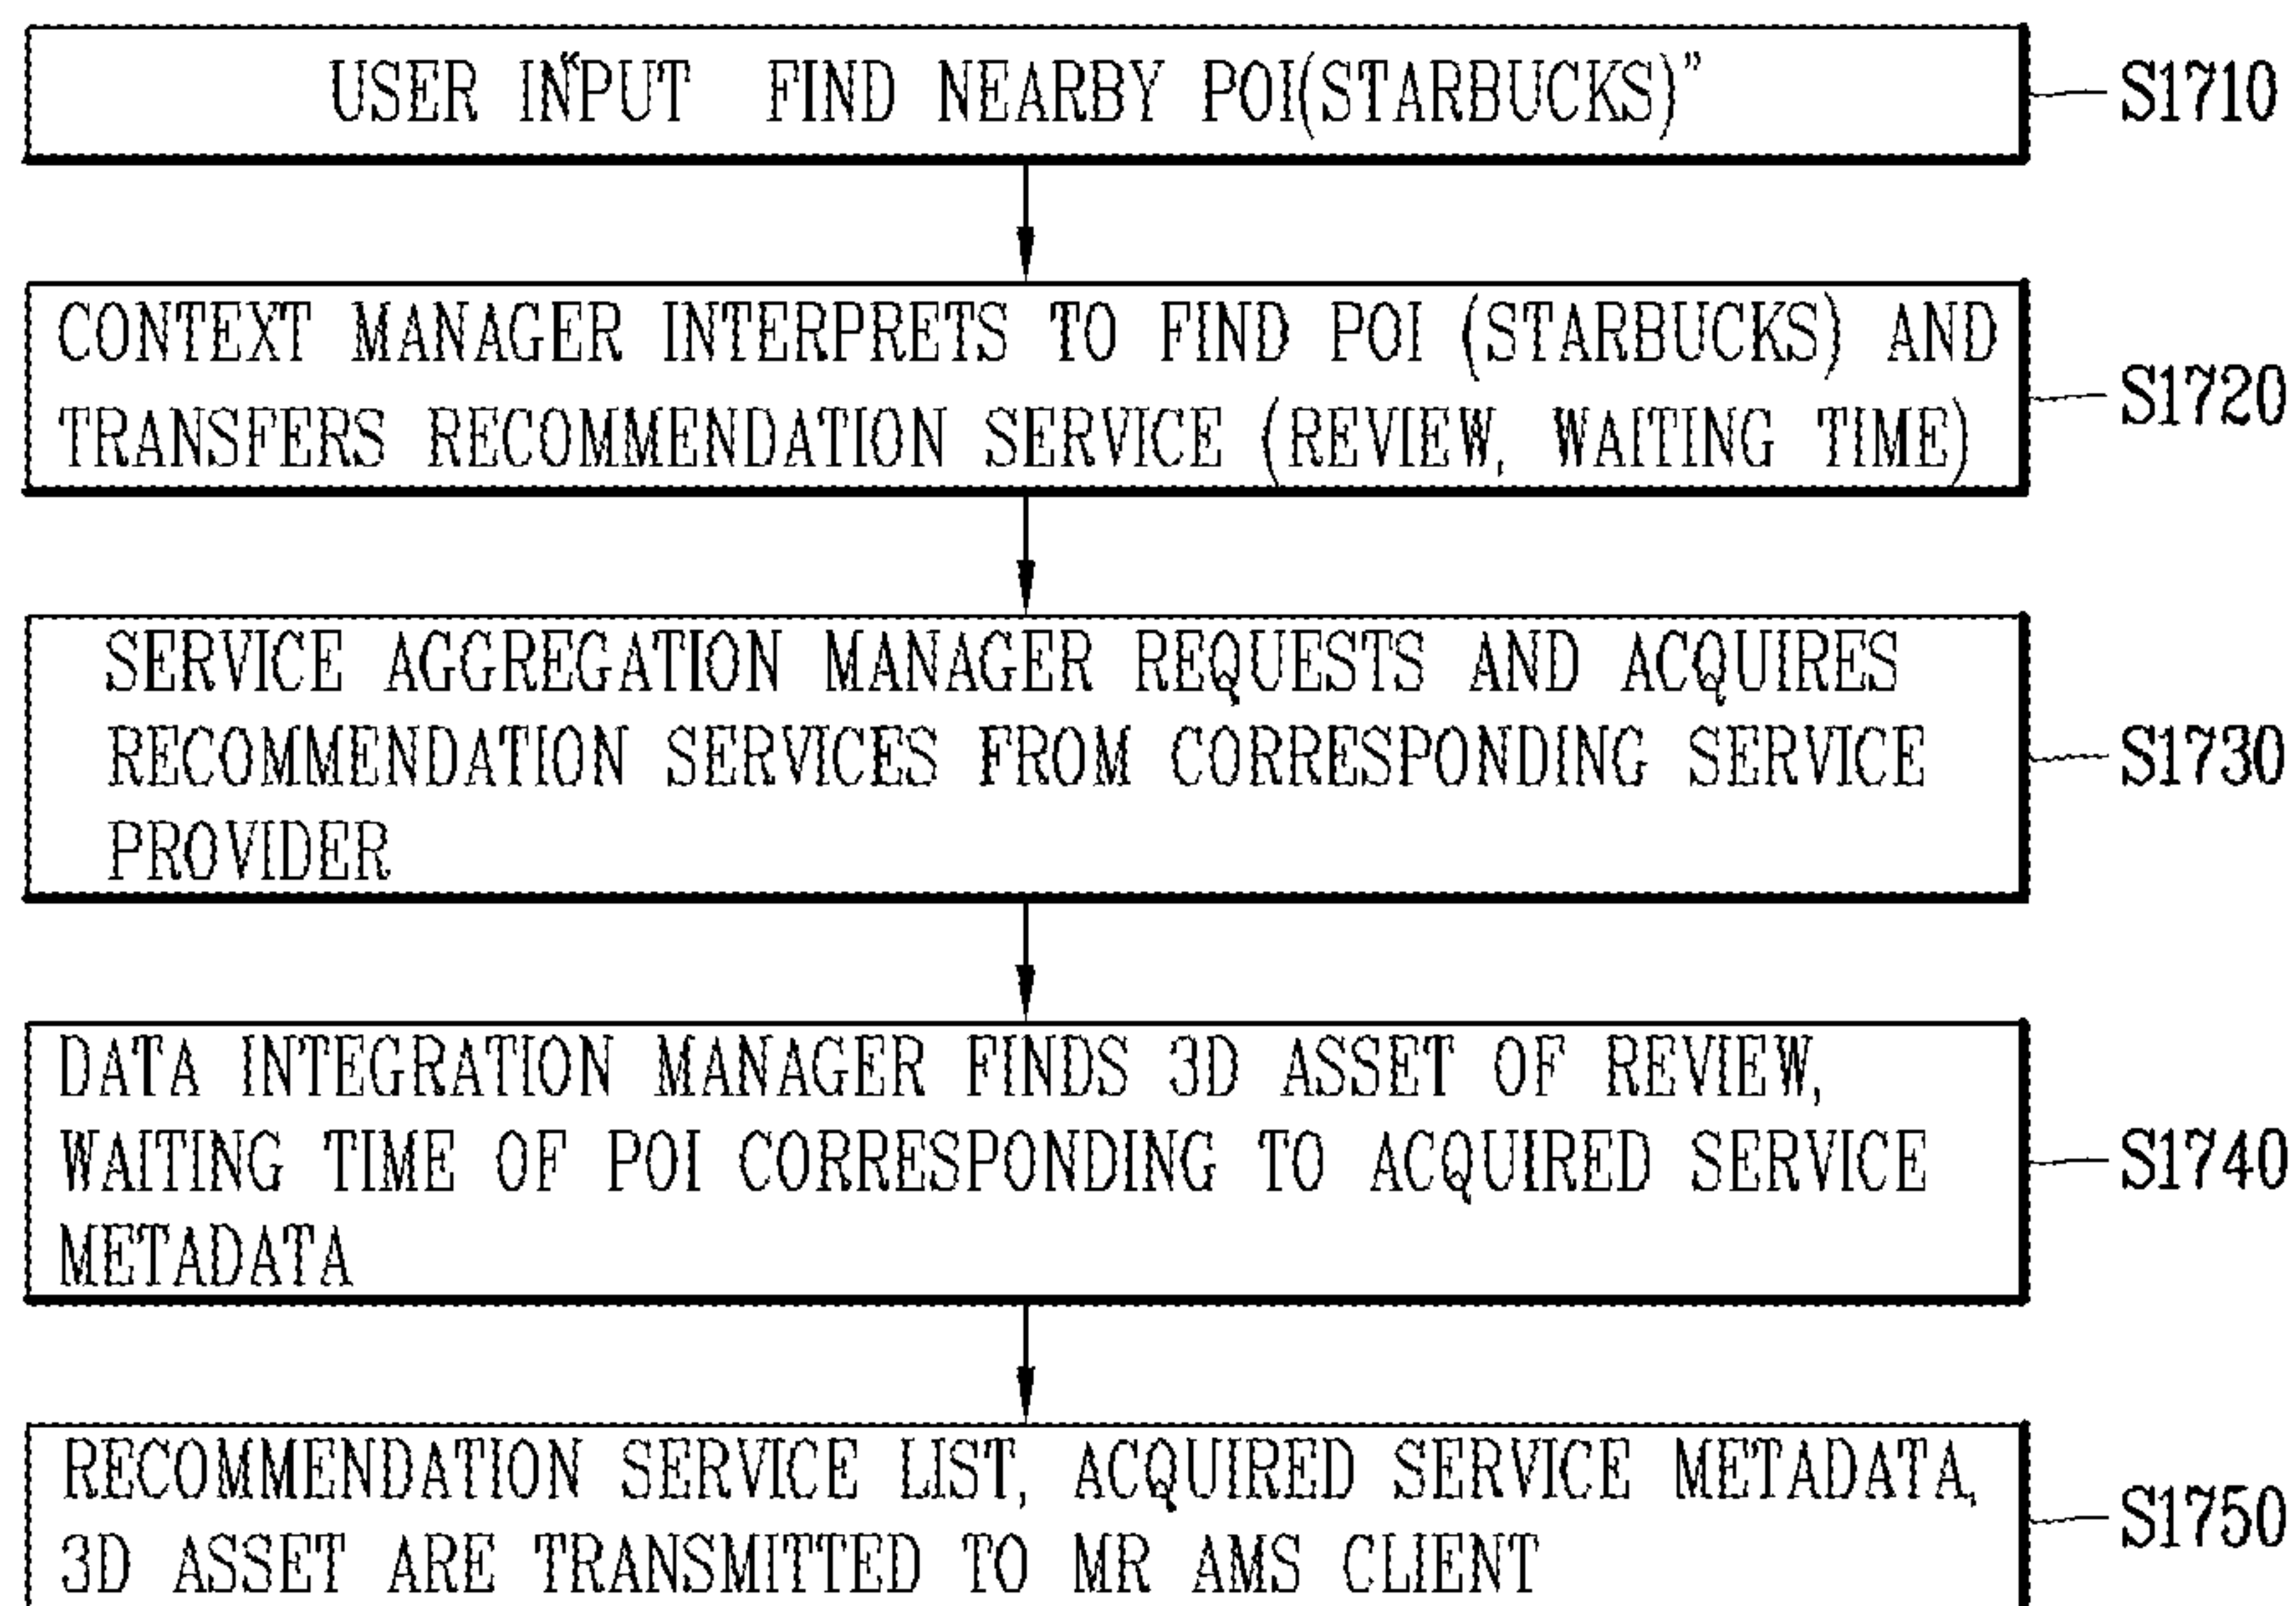 USER INPUT “FIND NEARBY POI(STARBUCKS)”
S1710
CONTEXT MANAGER INTERPRETS TO FIND POI (STARBUCKS) AND
TRANSFERS RECOMMENDATION SERVICE (REVIEW, WAITING TIME)
S1720
SERVICE AGGREGATION MANAGER REQUESTS AND ACQUIRES
RECOMMENDATION SERVICES FROM CORRESPONDING SERVICE
PROVIDER
S1730
DATA INTEGRATION MANAGER FINDS 3D ASSET OF REVIEW,
WAITING TIME OF POI CORRESPONDING TO ACQUIRED SERVICE
METADATA
S1740
RECOMMENDATION SERVICE LIST, ACQUIRED SERVICE METADATA,
3D ASSET ARE TRANSMITTED TO MR AMS CLIENT
S1750